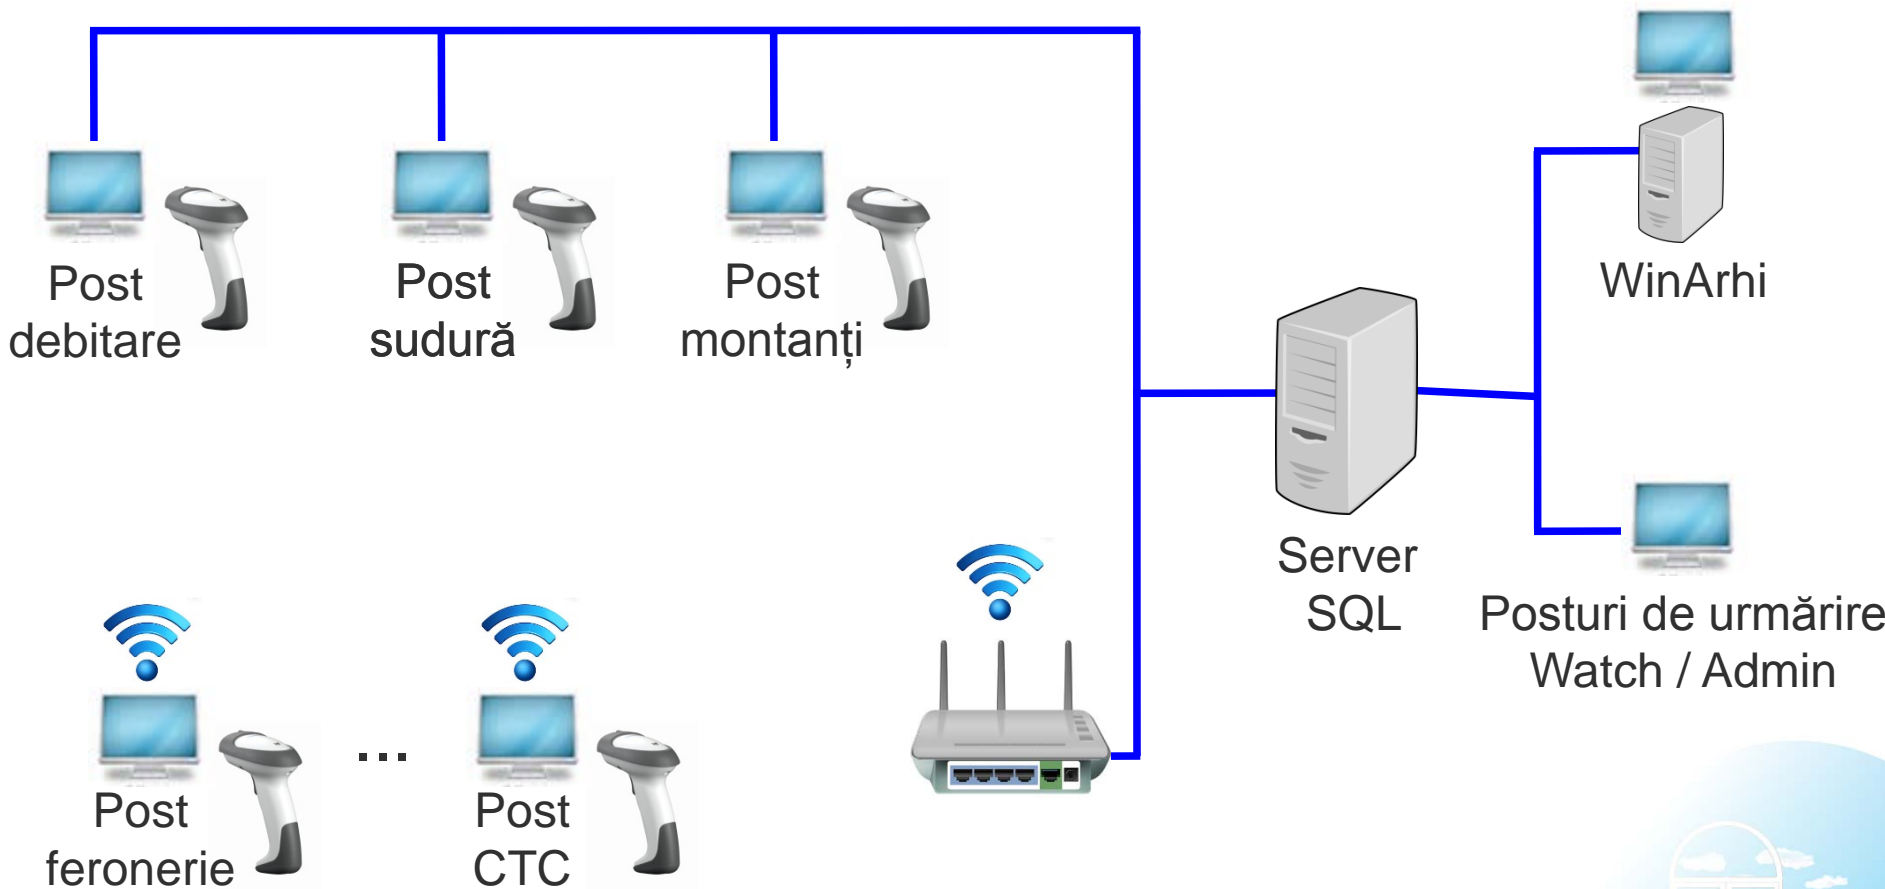 Post
debitare
Post
sudură
Post
montanți
WinArhi
Server
SQL
Posturi de urmărire
Watch / Admin
Post
feronerie
...
Post
CTC